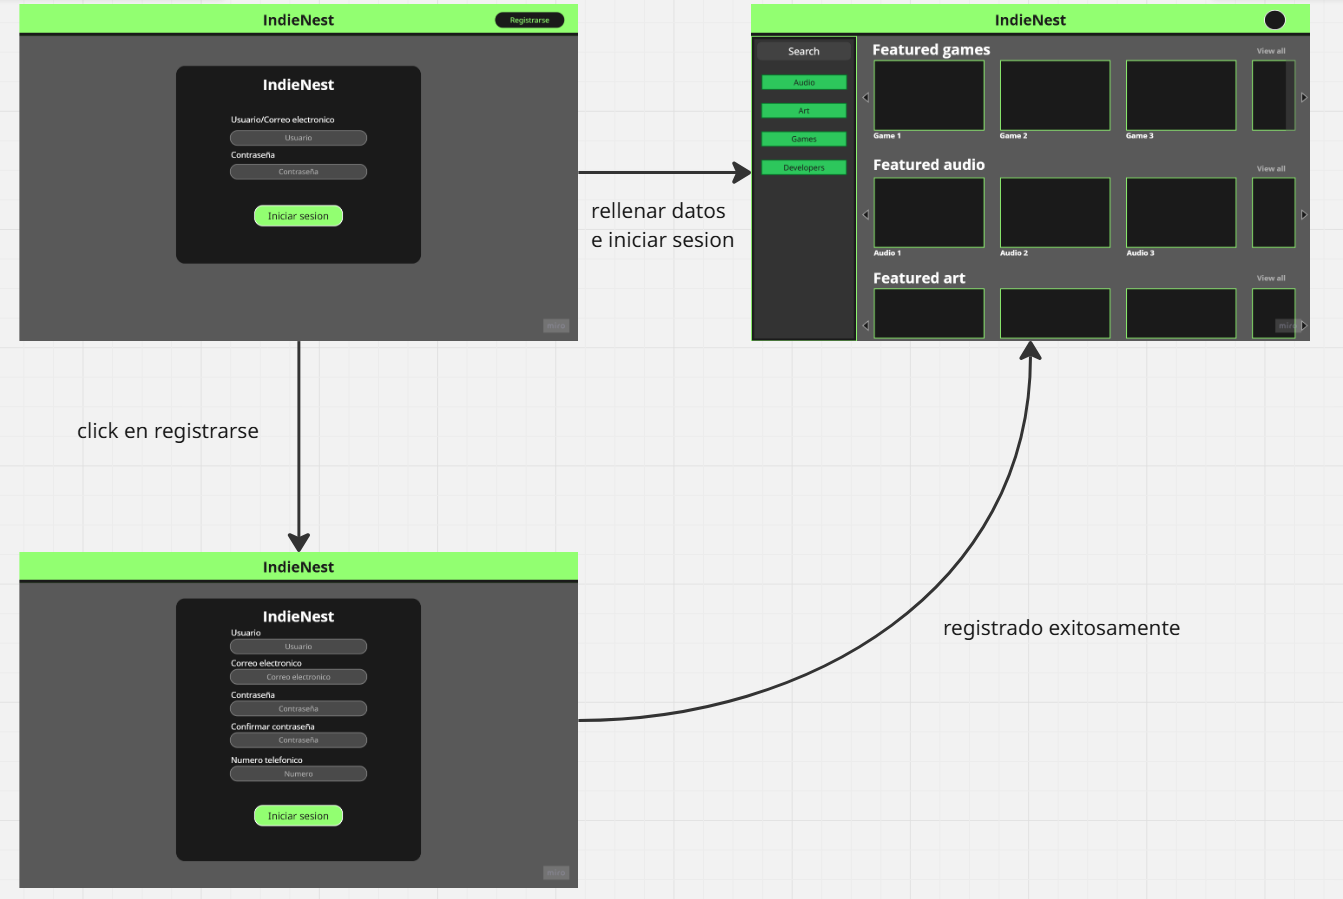 IndieNest
Registrarse
IndieNest
Usuario/Correo electronico
Usuario
Contraseña
Contraseña
Iniciar sesion
miro
rellenar datos
e iniciar sesion
IndieNest
Search
Audio
Art
Games
Developers
Featured games
View all
Game 1
Game 2
Game 3
Featured audio
View all
Audio 1
Audio 2
Audio 3
Featured art
View all
miro
click en registrarse
IndieNest
IndieNest
Usuario
Usuario
Correo electronico
Correo electronico
Contraseña
Contraseña
Confirmar contraseña
Contraseña
Numero telefonico
Numero
Iniciar sesion
miro
registrado exitosamente